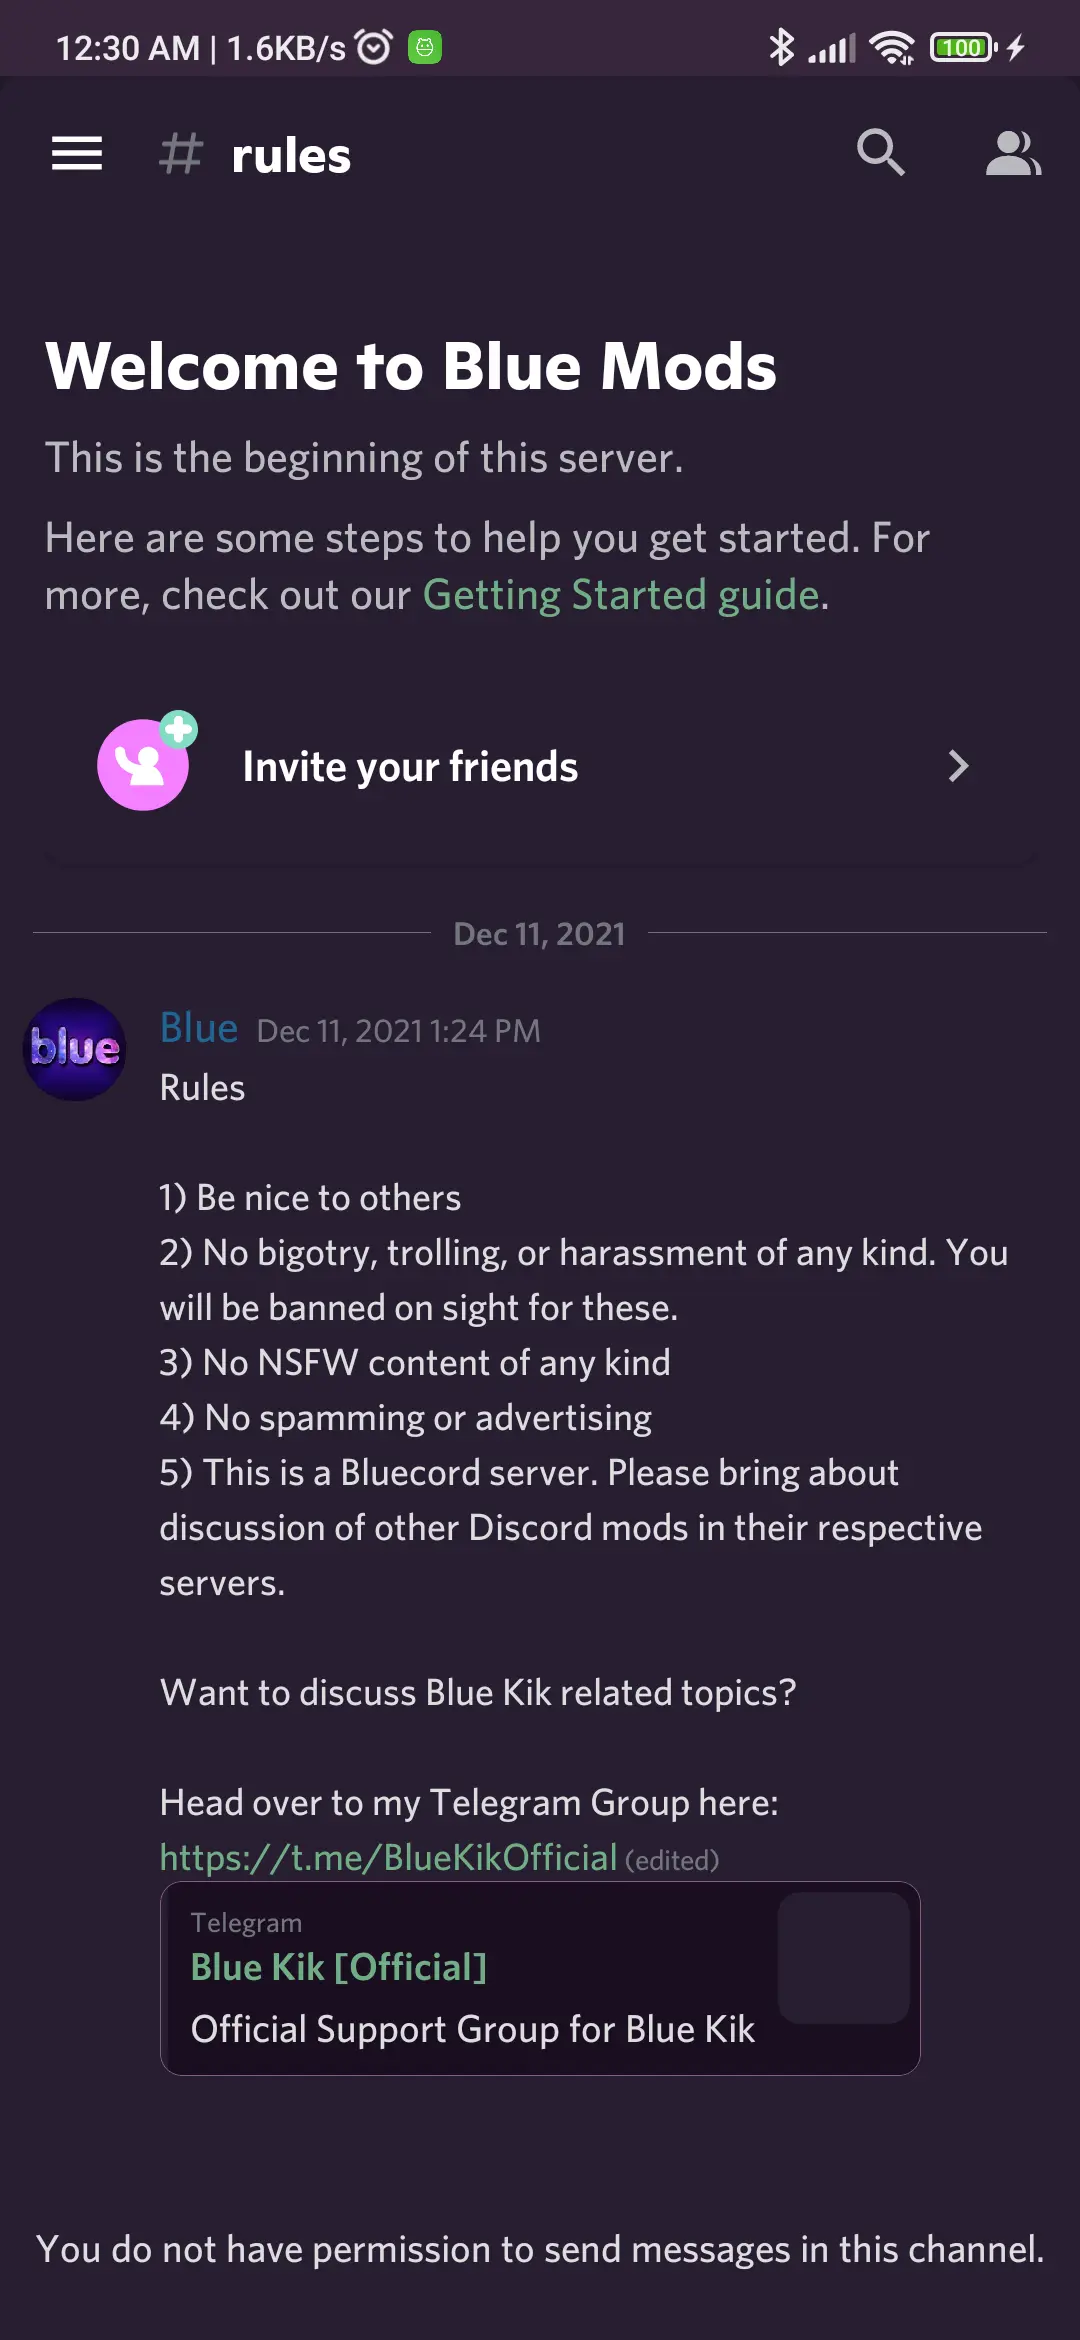 12:30 AM | 1.6KB/s
100
# rules
Welcome to Blue Mods
This is the beginning of this server.
Here are some steps to help you get started. For
more, check out our Getting Started guide.
Invite your friends
Dec 11, 2021
blue
Blue Dec 11, 2021 1:24 PM
Rules
1) Be nice to others
2) No bigotry, trolling, or harassment of any kind. You
will be banned on sight for these.
3) No NSFW content of any kind
4) No spamming or advertising
5) This is a Bluecord server. Please bring about
discussion of other Discord mods in their respective
servers.
Want to discuss Blue Kik related topics?
Head over to my Telegram Group here:
https://t.me/BlueKikOfficial (edited)
Telegram
Blue Kik [Official]
Official Support Group for Blue Kik
You do not have permission to send messages in this channel.